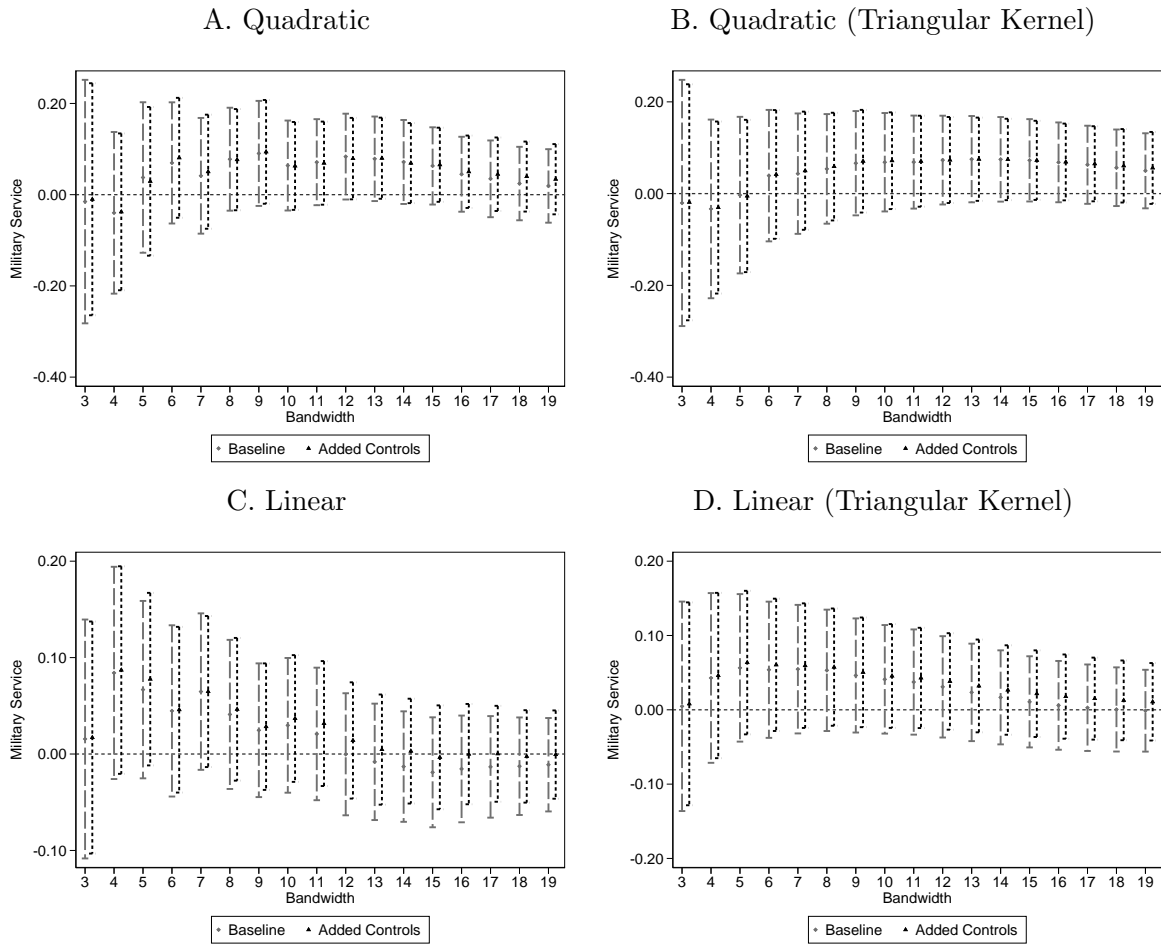 A. Quadratic
0.20
0.00
-0.20
-0.40
Military Service
3 4 5 6 7 8 9 10 11 12 13 14 15 16 17 18 19
Bandwidth
Baseline Added Controls
B. Quadratic (Triangular Kernel)
0.20
0.00
-0.20
-0.40
Military Service
3 4 5 6 7 8 9 10 11 12 13 14 15 16 17 18 19
Bandwidth
Baseline Added Controls
C. Linear
0.20
0.10
0.00
-0.10
Military Service
3 4 5 6 7 8 9 10 11 12 13 14 15 16 17 18 19
Bandwidth
Baseline Added Controls
D. Linear (Triangular Kernel)
0.20
0.10
0.00
-0.10
-0.20
Military Service
3 4 5 6 7 8 9 10 11 12 13 14 15 16 17 18 19
Bandwidth
Baseline Added Controls